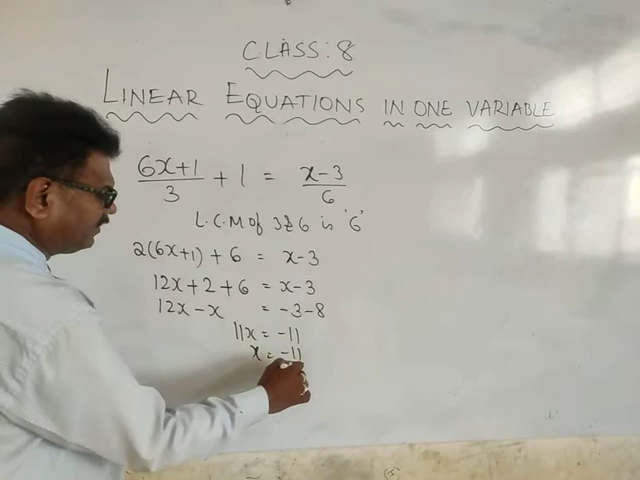 CLASS: 8
LINEAR EQUATIONS IN ONE VARIABLE
(6x+1)/3 + 1 = (x-3)/6
L.C.M of 3 & 6 is '6'
2(6x+1) + 6 = x-3
12x+2+6 = x-3
12x-x = -3-8
11x = -11
x = -11